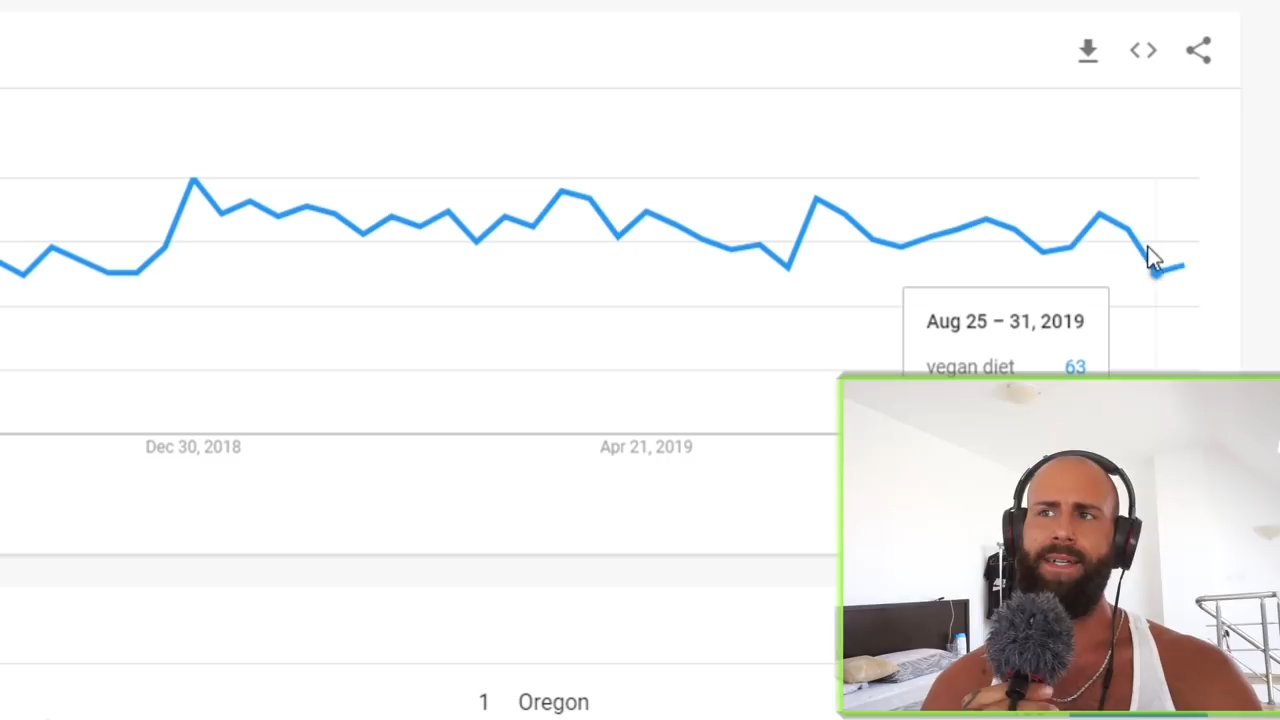 Aug 25 – 31, 2019
vegan diet 63
Dec 30, 2018
Apr 21, 2019
1 Oregon